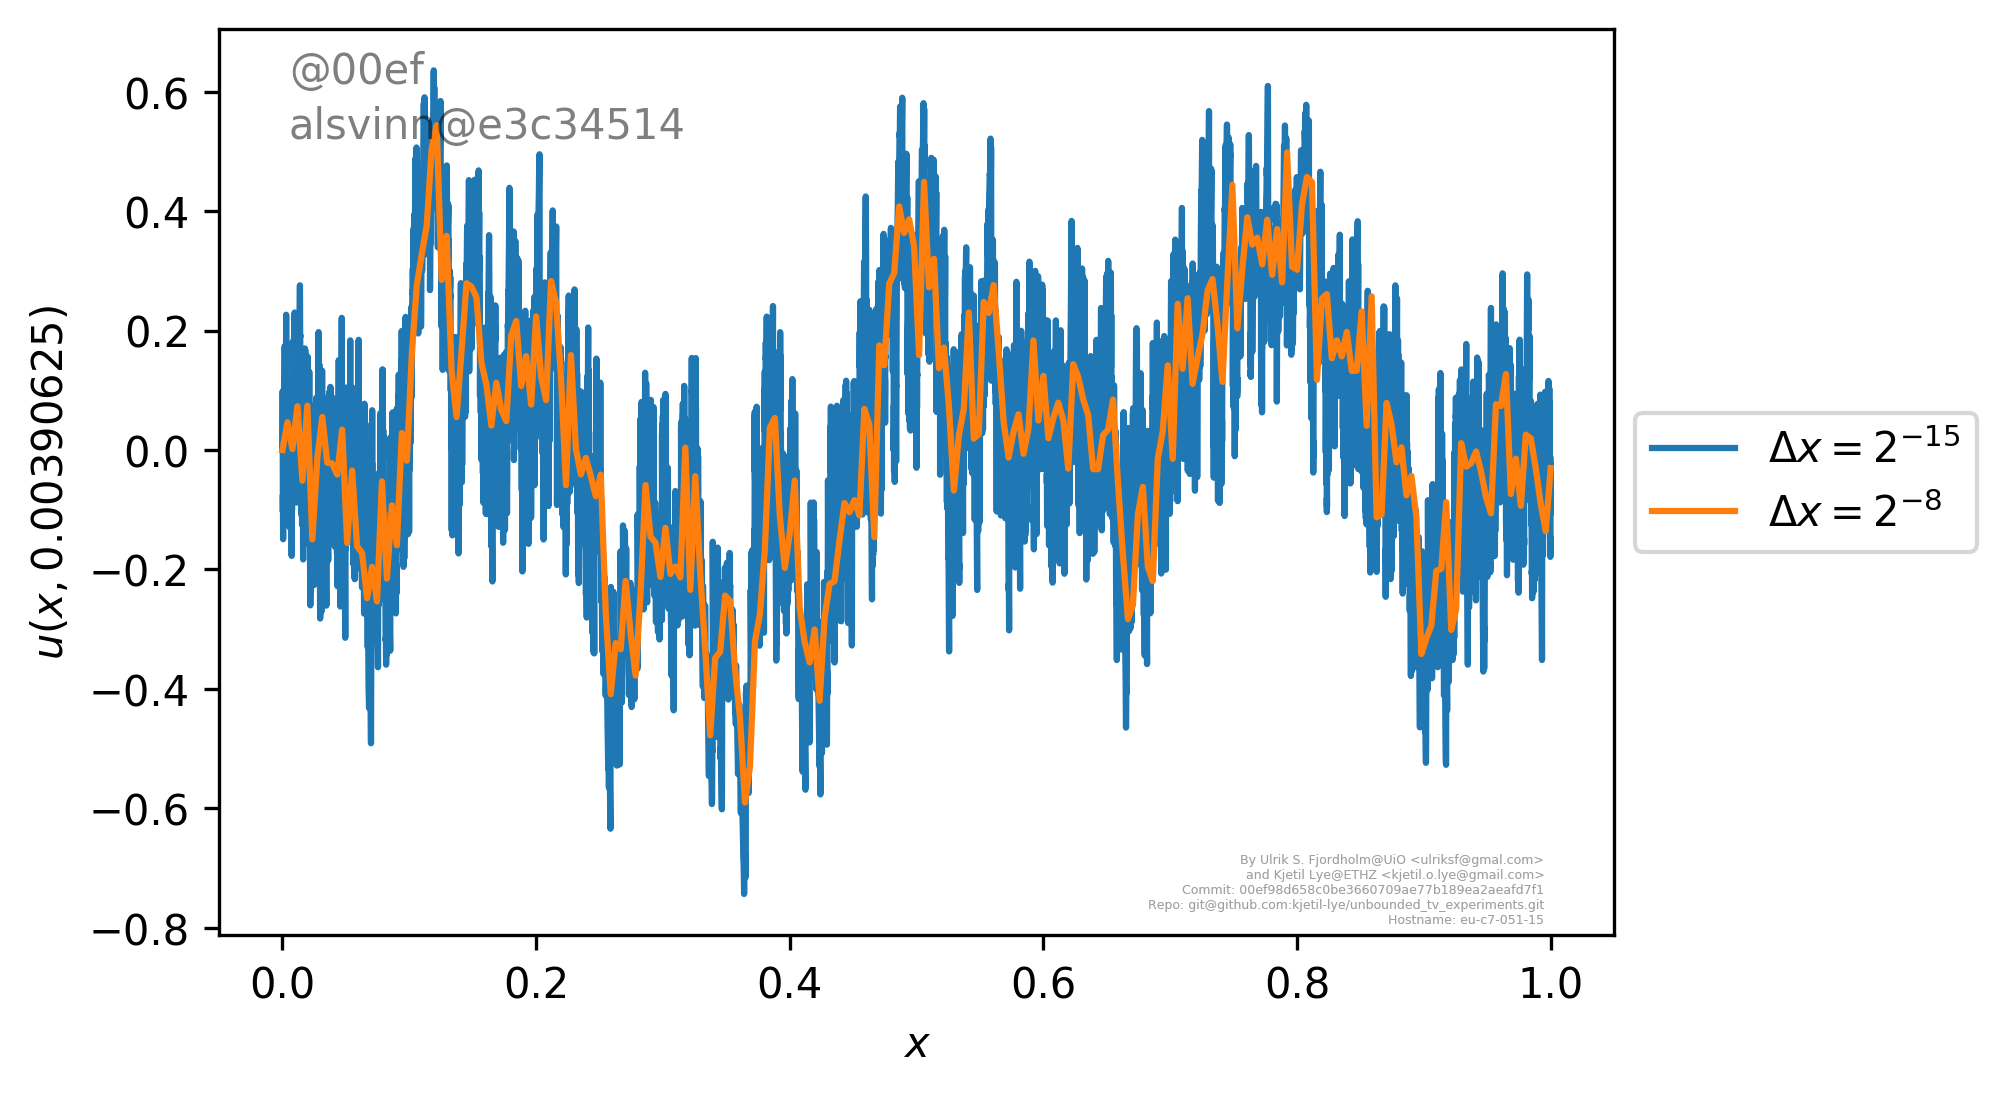 @00ef
alsvinn@e3c34514
0.6
0.4
0.2
0.0
−0.2
−0.4
−0.6
−0.8
u(x, 0.00390625)
0.0 0.2 0.4 0.6 0.8 1.0
x
Δx = 2⁻¹⁵
Δx = 2⁻⁸
By Ulrik S. Fjordholm@UiO <ulriksf@gmal.com>
and Kjetil Lye@ETHZ <kjetil.o.lye@gmail.com>
Commit: 00ef98d658c0be3660709ae77b189ea2aeafd7f1
Repo: git@github.com:kjetil-lye/unbounded_tv_experiments.git
Hostname: eu-c7-051-15